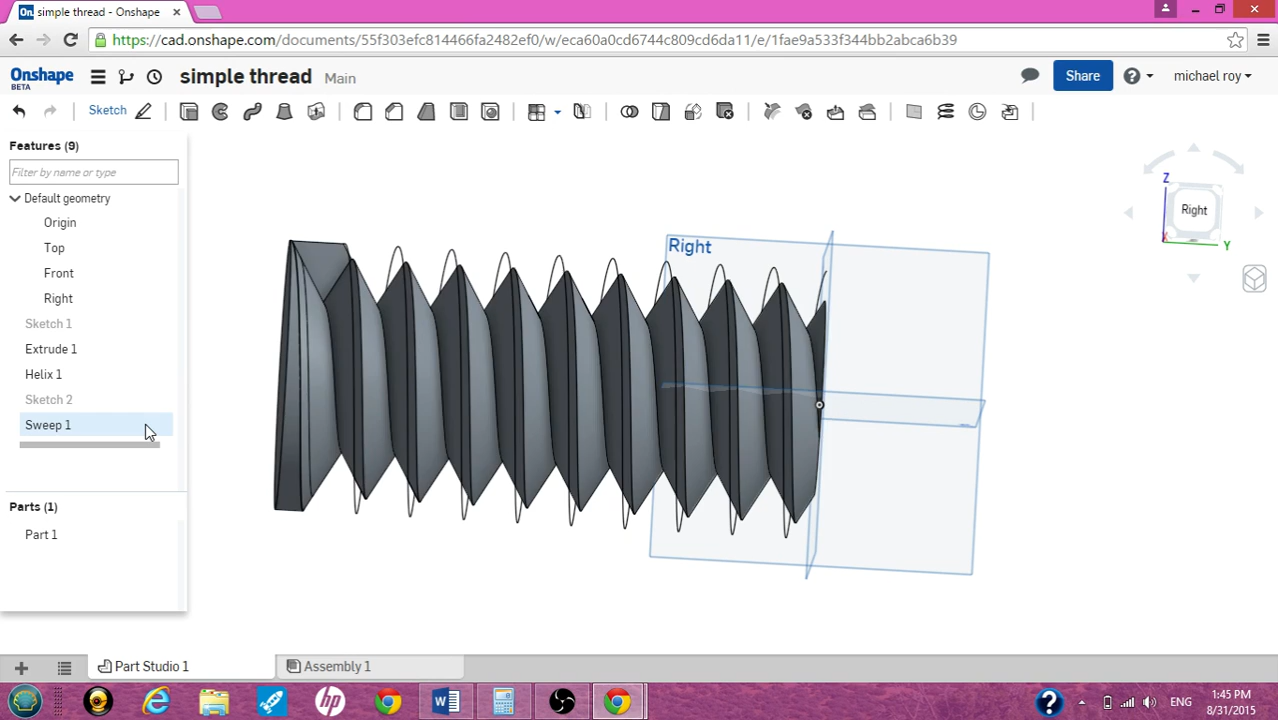 simple thread - Onshape
https://cad.onshape.com/documents/55f303efc814466fa2482ef0/w/eca60a0cd6744c809cd6da11/e/1fae9a533f344bb2abca6b39
Onshape
BETA
simple thread Main
Share
michael roy
Sketch
Features (9)
Filter by name or type
Default geometry
Origin
Top
Front
Right
Sketch 1
Extrude 1
Helix 1
Sketch 2
Sweep 1
Parts (1)
Part 1
Right
Z
Right
X
Y
Part Studio 1
Assembly 1
ENG
1:45 PM
8/31/2015